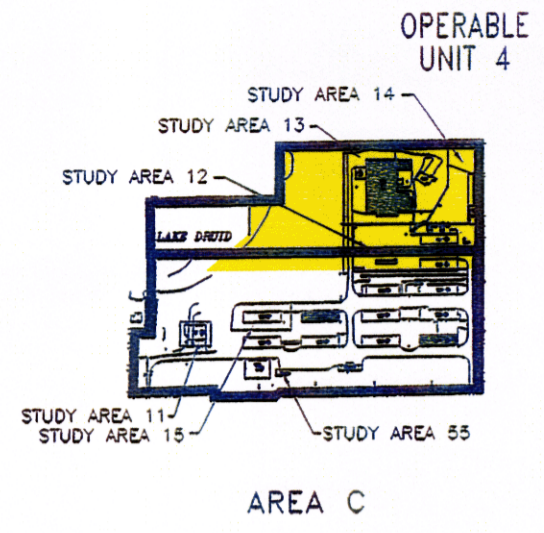 OPERABLE
UNIT 4
STUDY AREA 14
STUDY AREA 13
STUDY AREA 12
LAKE DRUID
STUDY AREA 11
STUDY AREA 15
STUDY AREA 55
AREA C